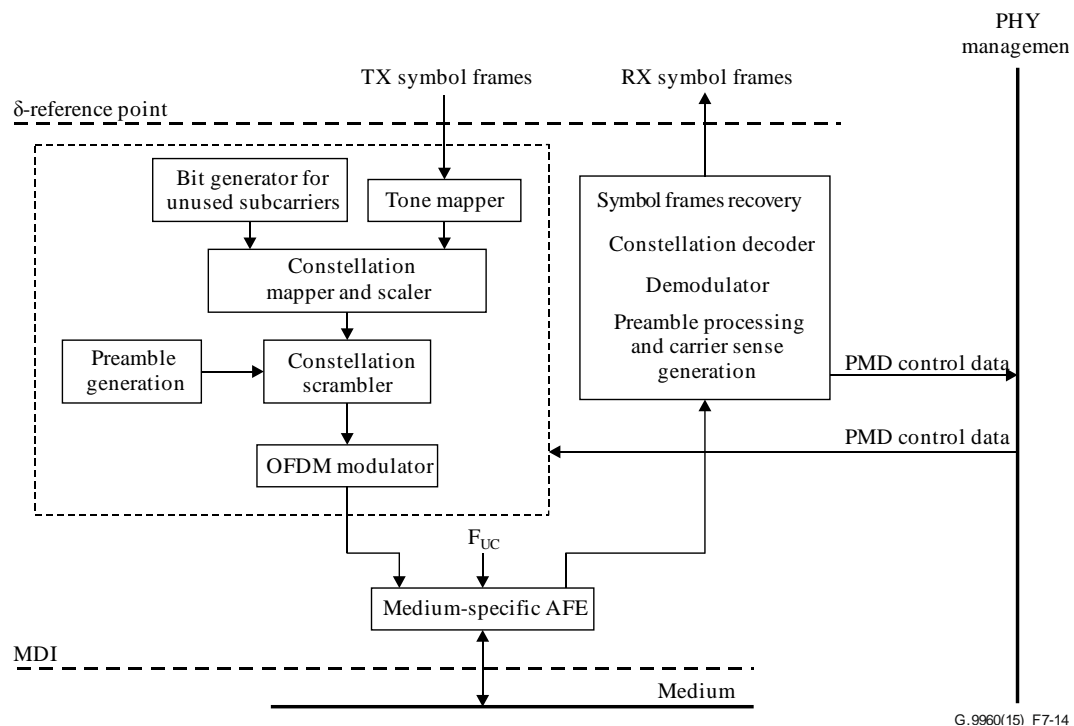 PHY
managemen
TX symbol frames
RX symbol frames
δ-reference point
Bit generator for
unused subcarriers
Tone mapper
Symbol frames recovery
Constellation decoder
Demodulator
Preamble processing
and carrier sense
generation
Constellation
mapper and scaler
Preamble
generation
Constellation
scrambler
PMD control data
PMD control data
OFDM modulator
F_UC
Medium-specific AFE
MDI
Medium
G.9960(15)_F7-14